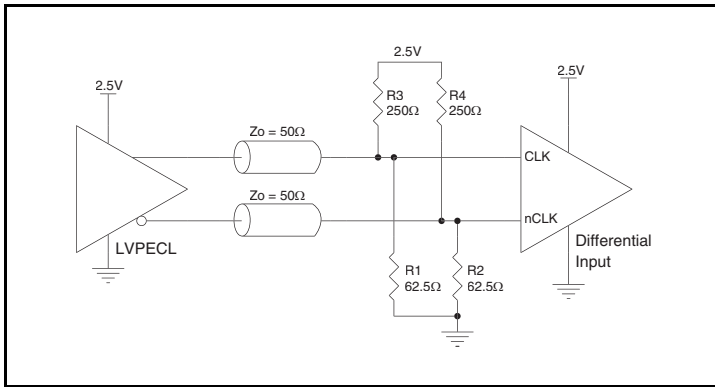 2.5V
2.5V
2.5V
R3
250Ω
R4
250Ω
Zo = 50Ω
CLK
Zo = 50Ω
nCLK
LVPECL
Differential
Input
R1
62.5Ω
R2
62.5Ω